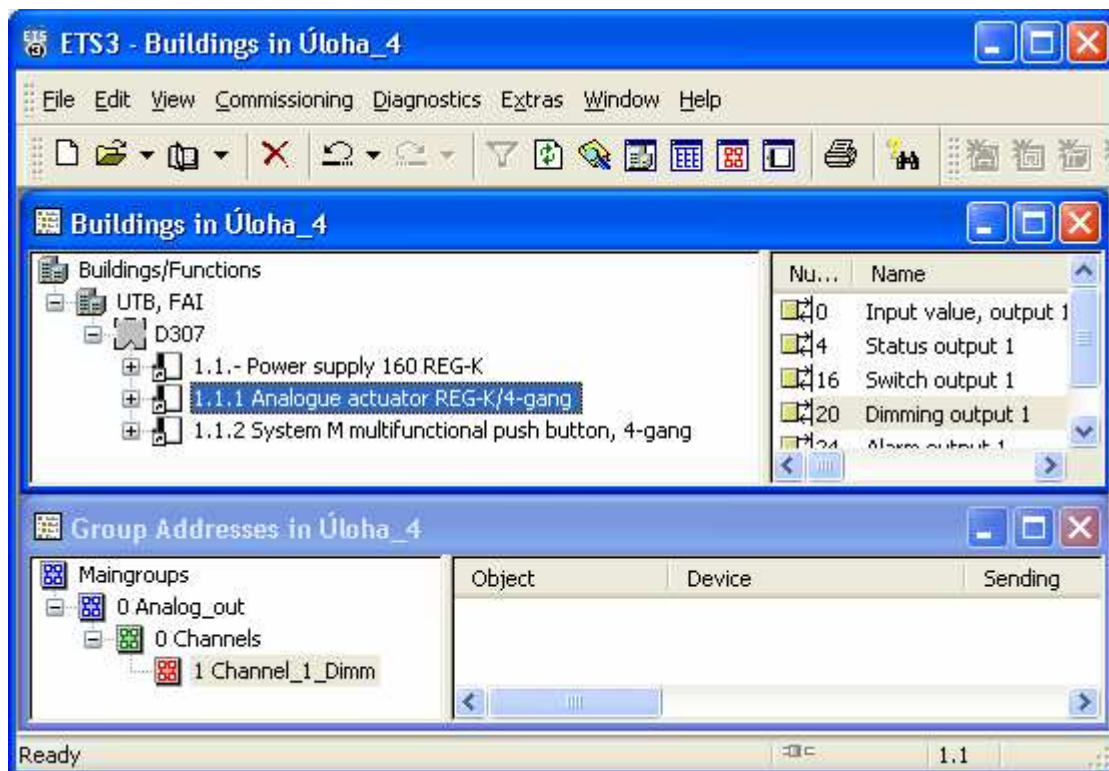 ETS3 - Buildings in Úloha_4
File Edit View Commissioning Diagnostics Extras Window Help
Buildings in Úloha_4
Buildings/Functions
UTB, FAI
D307
1.1.- Power supply 160 REG-K
1.1.1 Analogue actuator REG-K/4-gang
1.1.2 System M multifunctional push button, 4-gang
Nu... Name
0 Input value, output 1
4 Status output 1
16 Switch output 1
20 Dimming output 1
24 Alarm output 1
Group Addresses in Úloha_4
Maingroups
0 Analog_out
0 Channels
1 Channel_1_Dimm
Object Device Sending
Ready 1.1